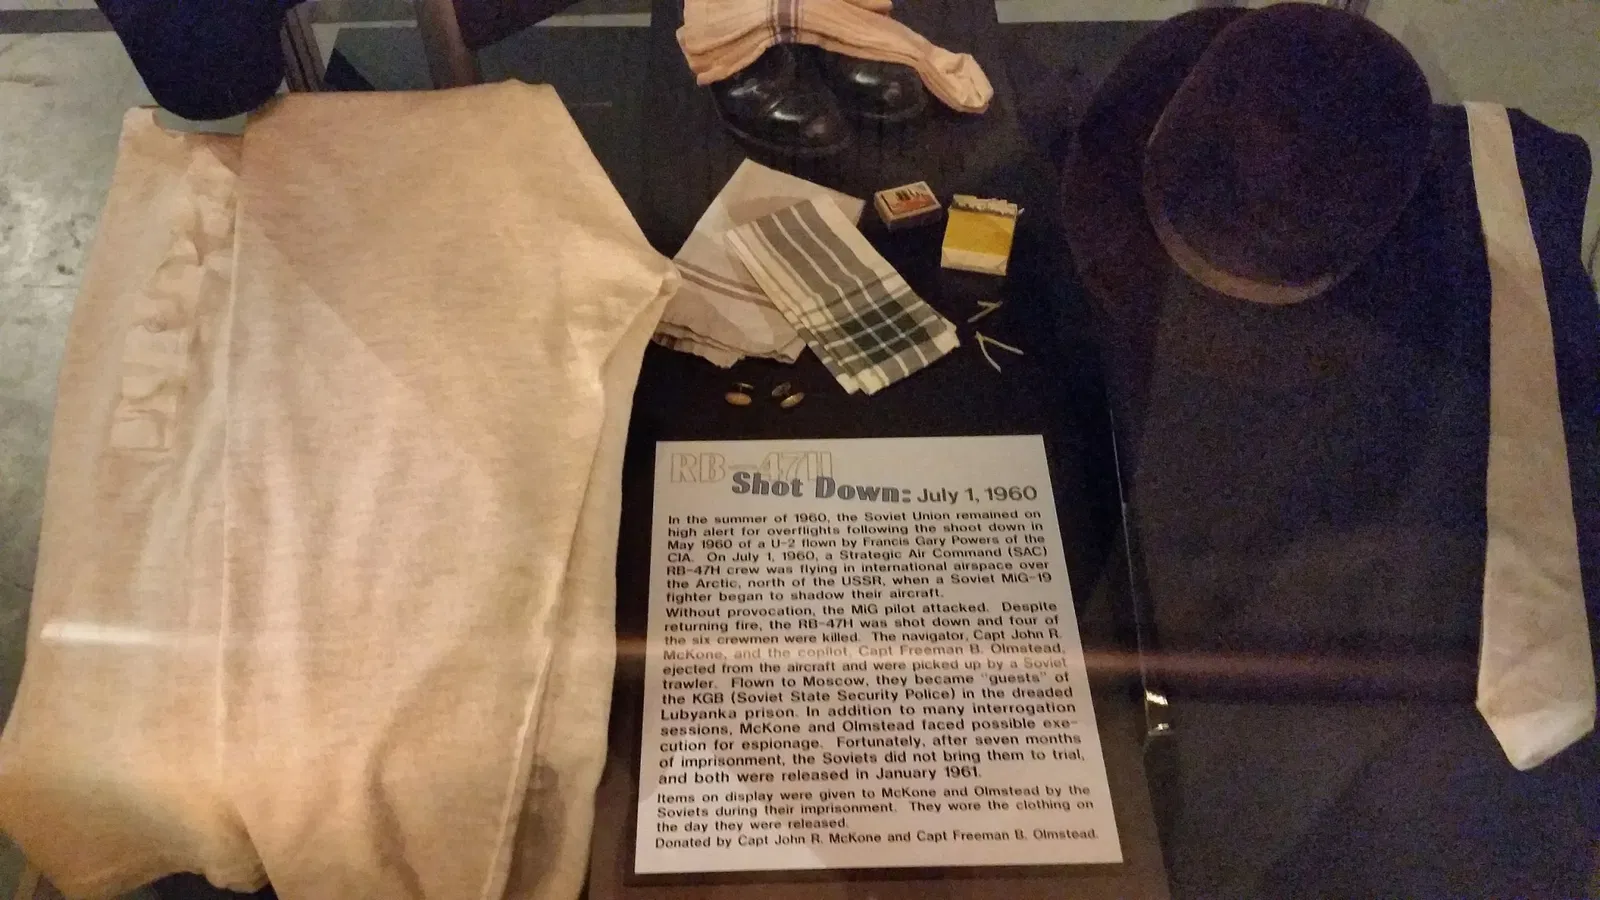 RB-47H
Shot Down: July 1, 1960
In the summer of 1960, the Soviet Union remained on
high alert for overflights following the shoot down in
May 1960 of a U-2 flown by Francis Gary Powers of the
CIA. On July 1, 1960, a Strategic Air Command (SAC)
RB-47H crew was flying in international airspace over
the Arctic, north of the USSR, when a Soviet MiG-19
fighter began to shadow their aircraft.
Without provocation, the MiG pilot attacked. Despite
returning fire, the RB-47H was shot down and four of
the six crewmen were killed. The navigator, Capt John R.
McKone, and the copilot, Capt Freeman B. Olmstead,
ejected from the aircraft and were picked up by a Soviet
trawler. Flown to Moscow, they became "guests" of
the KGB (Soviet State Security Police) in the dreaded
Lubyanka prison. In addition to many interrogation
sessions, McKone and Olmstead faced possible exe-
cution for espionage. Fortunately, after seven months
of imprisonment, the Soviets did not bring them to trial,
and both were released in January 1961.
Items on display were given to McKone and Olmstead by the
Soviets during their imprisonment. They wore the clothing on
the day they were released.
Donated by Capt John R. McKone and Capt Freeman B. Olmstead.